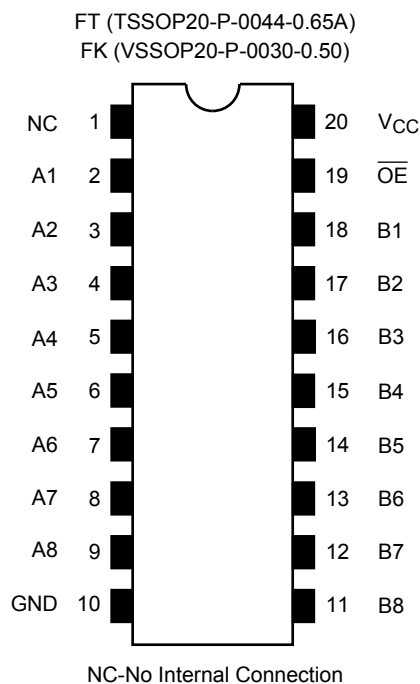 FT (TSSOP20-P-0044-0.65A)
FK (VSSOP20-P-0030-0.50)
NC 1 20 VCC
A1 2 19 O̅E̅
A2 3 18 B1
A3 4 17 B2
A4 5 16 B3
A5 6 15 B4
A6 7 14 B5
A7 8 13 B6
A8 9 12 B7
GND 10 11 B8
NC-No Internal Connection